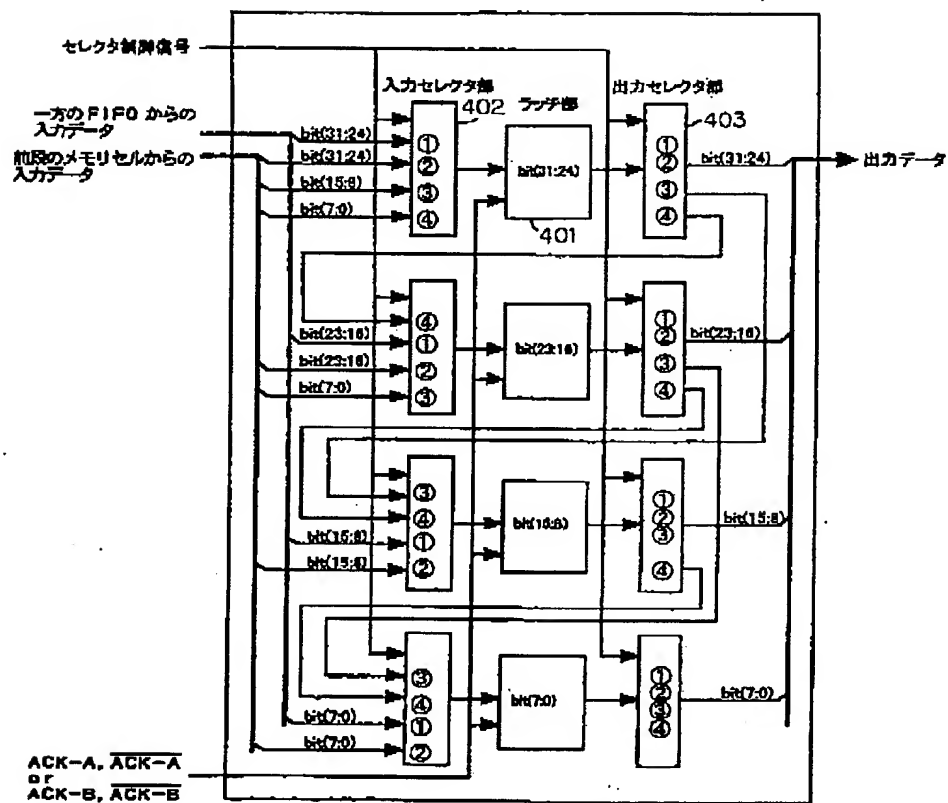 セレクタ制御信号
入力セレクタ部
402
ラッチ部
出力セレクタ部
403
一方のFIFOからの
入力データ
前段のメモリセルからの
入力データ
bit(31:24)
bit(31:24)
bit(15:8)
bit(7:0)
①
②
③
④
bit(31:24)
401
①
②
③
④
bit(31:24)
出力データ
bit(23:16)
bit(23:16)
bit(7:0)
④
①
②
③
bit(23:16)
①
②
③
④
bit(23:16)
bit(15:8)
bit(15:8)
③
④
①
②
bit(15:8)
①
②
③
④
bit(15:8)
bit(7:0)
bit(7:0)
③
④
①
②
bit(7:0)
①
②
③
④
bit(7:0)
ACK-A, ACK-A
or
ACK-B, ACK-B